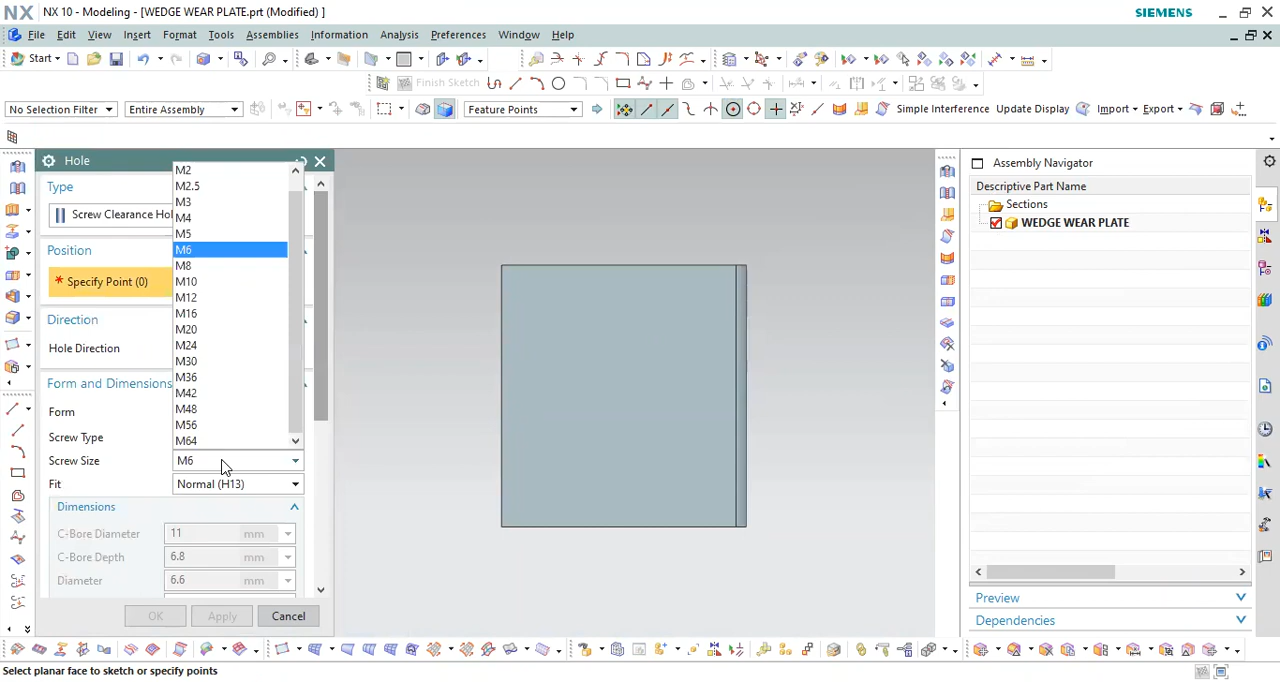 NX NX 10 - Modeling - [WEDGE WEAR PLATE.prt (Modified) ] SIEMENS
File Edit View Insert Format Tools Assemblies Information Analysis Preferences Window Help
Start
Finish Sketch
No Selection Filter Entire Assembly Feature Points Simple Interference Update Display Import Export
Hole
Type
Screw Clearance Hol
Position
* Specify Point (0)
Direction
Hole Direction
Form and Dimensions
Form
Screw Type
Screw Size M6
Fit Normal (H13)
Dimensions
C-Bore Diameter 11 mm
C-Bore Depth 6.8 mm
Diameter 6.6 mm
OK Apply Cancel
M2
M2.5
M3
M4
M5
M6
M8
M10
M12
M16
M20
M24
M30
M36
M42
M48
M56
M64
Assembly Navigator
Descriptive Part Name
Sections
WEDGE WEAR PLATE
Preview
Dependencies
Select planar face to sketch or specify points